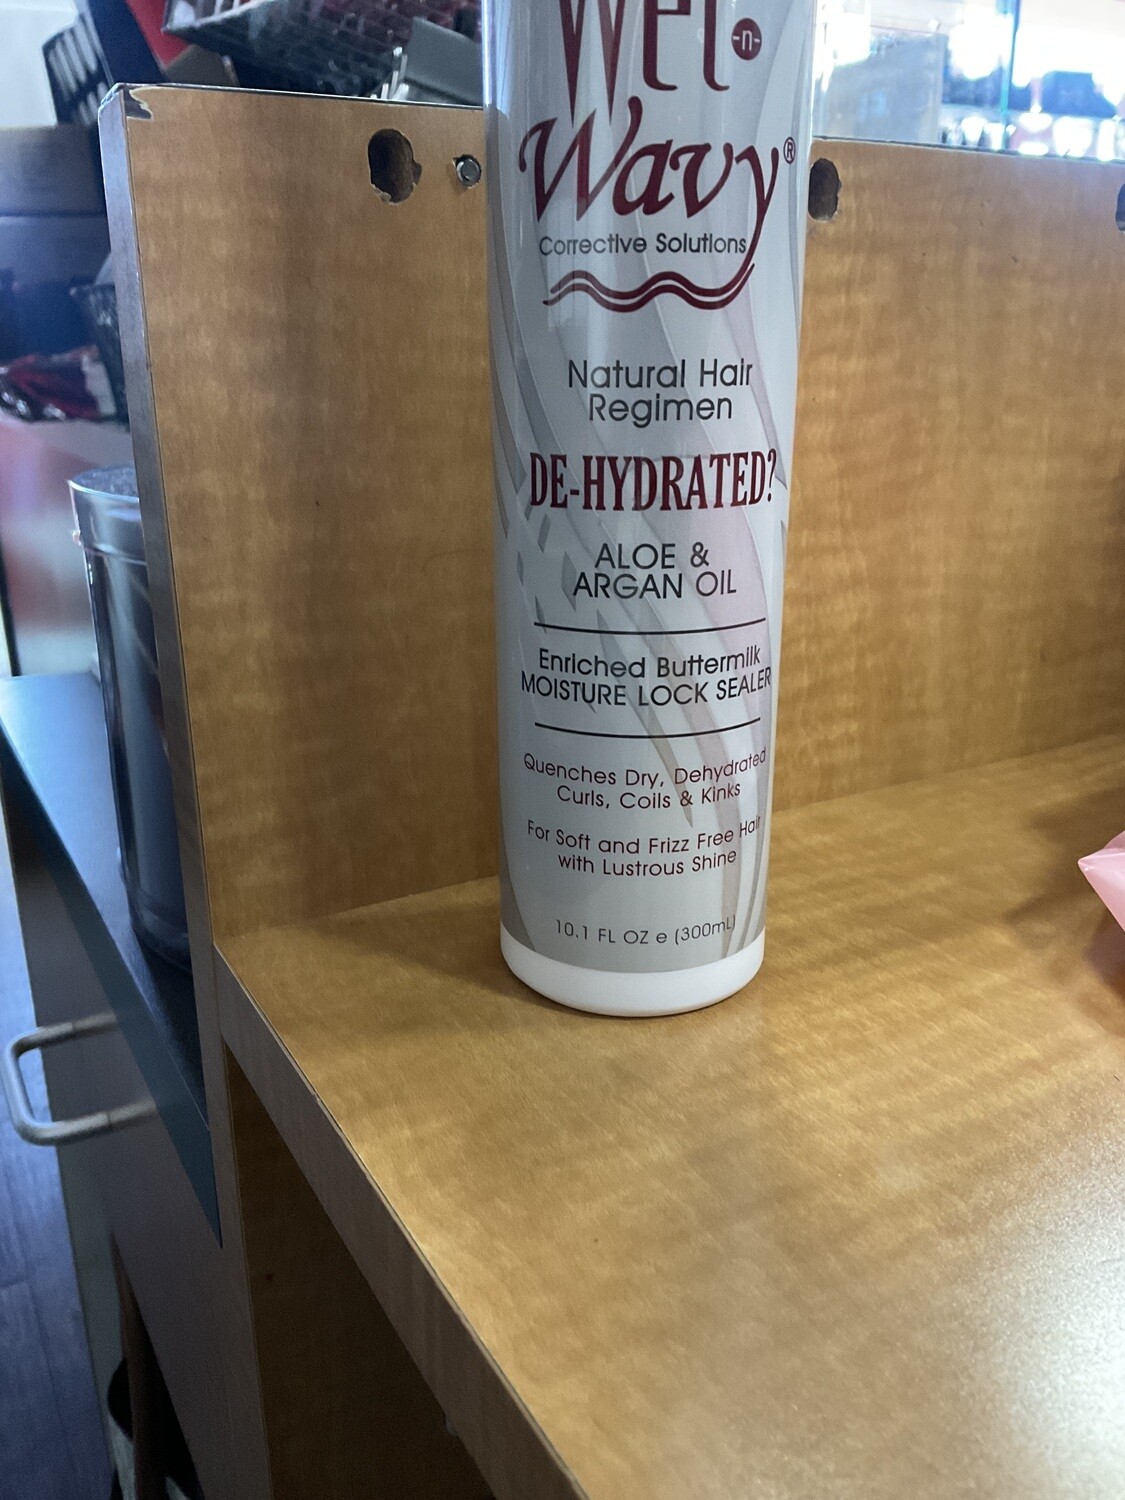 Wet
-n-
Wavy®
Corrective Solutions
Natural Hair
Regimen
DE-HYDRATED?
ALOE &
ARGAN OIL
Enriched Buttermilk
MOISTURE LOCK SEALER
Quenches Dry, Dehydrated
Curls, Coils & Kinks
For Soft and Frizz Free Hair
with Lustrous Shine
10.1 FL OZ e (300mL)